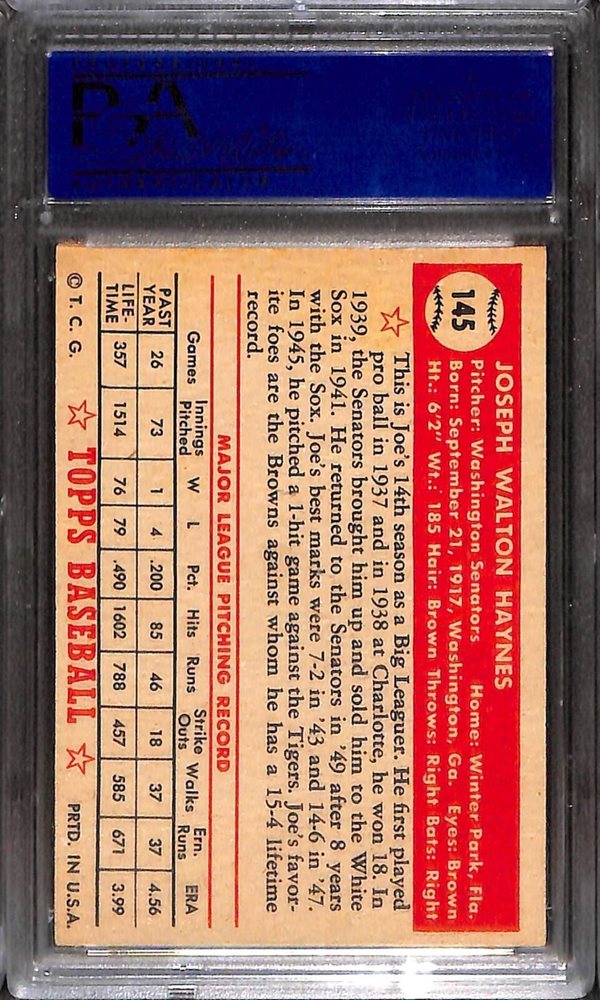 PSA
145
JOSEPH WALTON HAYNES
Pitcher: Washington Senators Home: Winter Park, Fla.
Born: September 21, 1917, Washington, Ga. Eyes: Brown
Ht.: 6'2" Wt.: 185 Hair: Brown Throws: Right Bats: Right
This is Joe's 14th season as a Big Leaguer. He first played
pro ball in 1937 and in 1938 at Charlotte, he won 18. In
1939, the Senators brought him up and sold him to the White
Sox in 1941. He returned to the Senators in '49 after 8 years
with the Sox. Joe's best marks were 7-2 in '43 and 14-6 in '47.
In 1945, he pitched a 1-hit game against the Tigers. Joe's favor-
ite foes are the Browns against whom he has a 15-4 lifetime
record.
MAJOR LEAGUE PITCHING RECORD
Games Innings Pitched W L Pct. Hits Runs Strike Outs Walks Ern. Runs ERA
PAST YEAR 26 73 1 4 .200 85 46 18 37 37 4.56
LIFE-TIME 357 1514 76 79 .490 1602 788 457 585 671 3.99
© T. C. G. TOPPS BASEBALL PRTD. IN U.S.A.